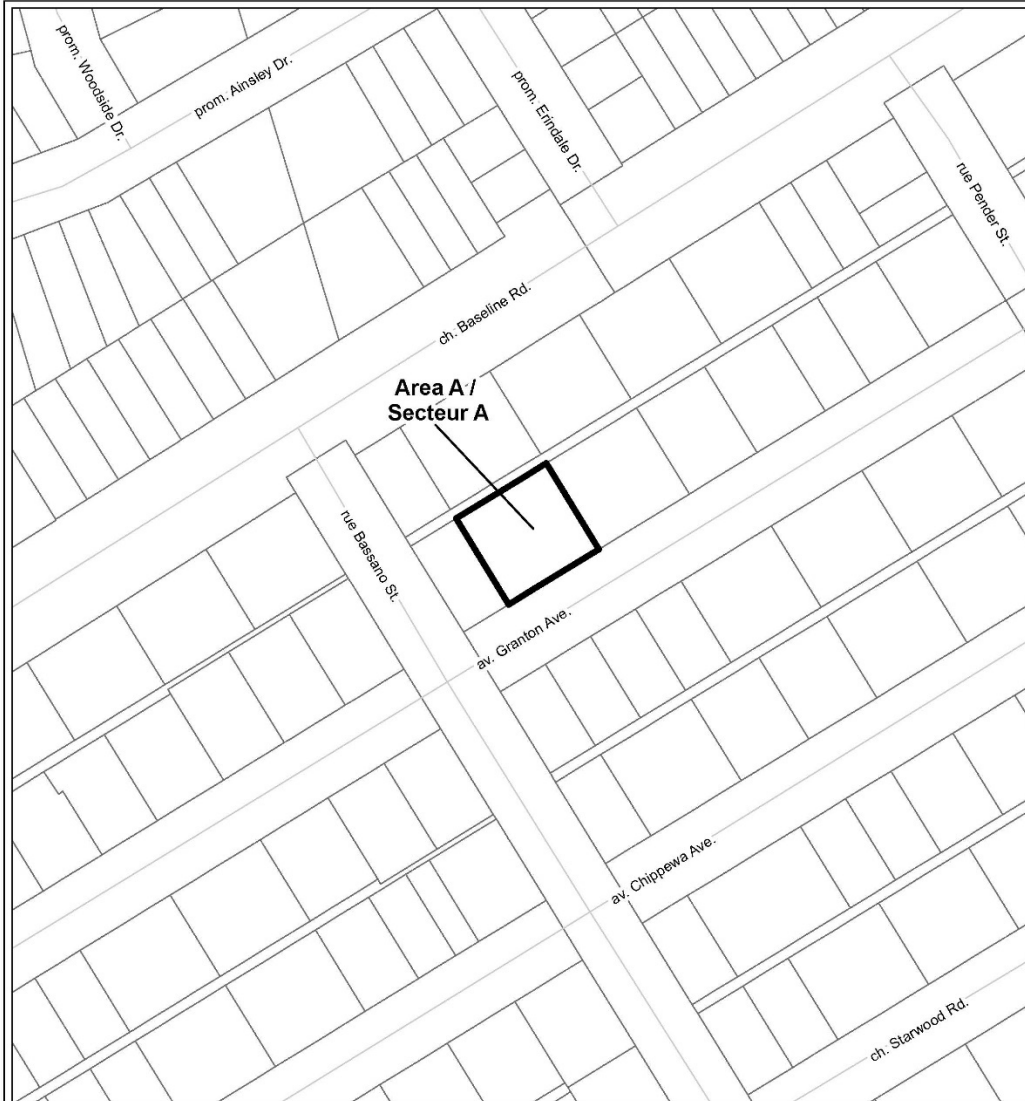 prom. Woodside Dr.
prom. Ainsley Dr.
prom. Erindale Dr.
rue Pender St.
ch. Baseline Rd.
Area A /
Secteur A
rue Bassano St.
av. Granton Ave.
av. Chippewa Ave.
ch. Starwood Rd.